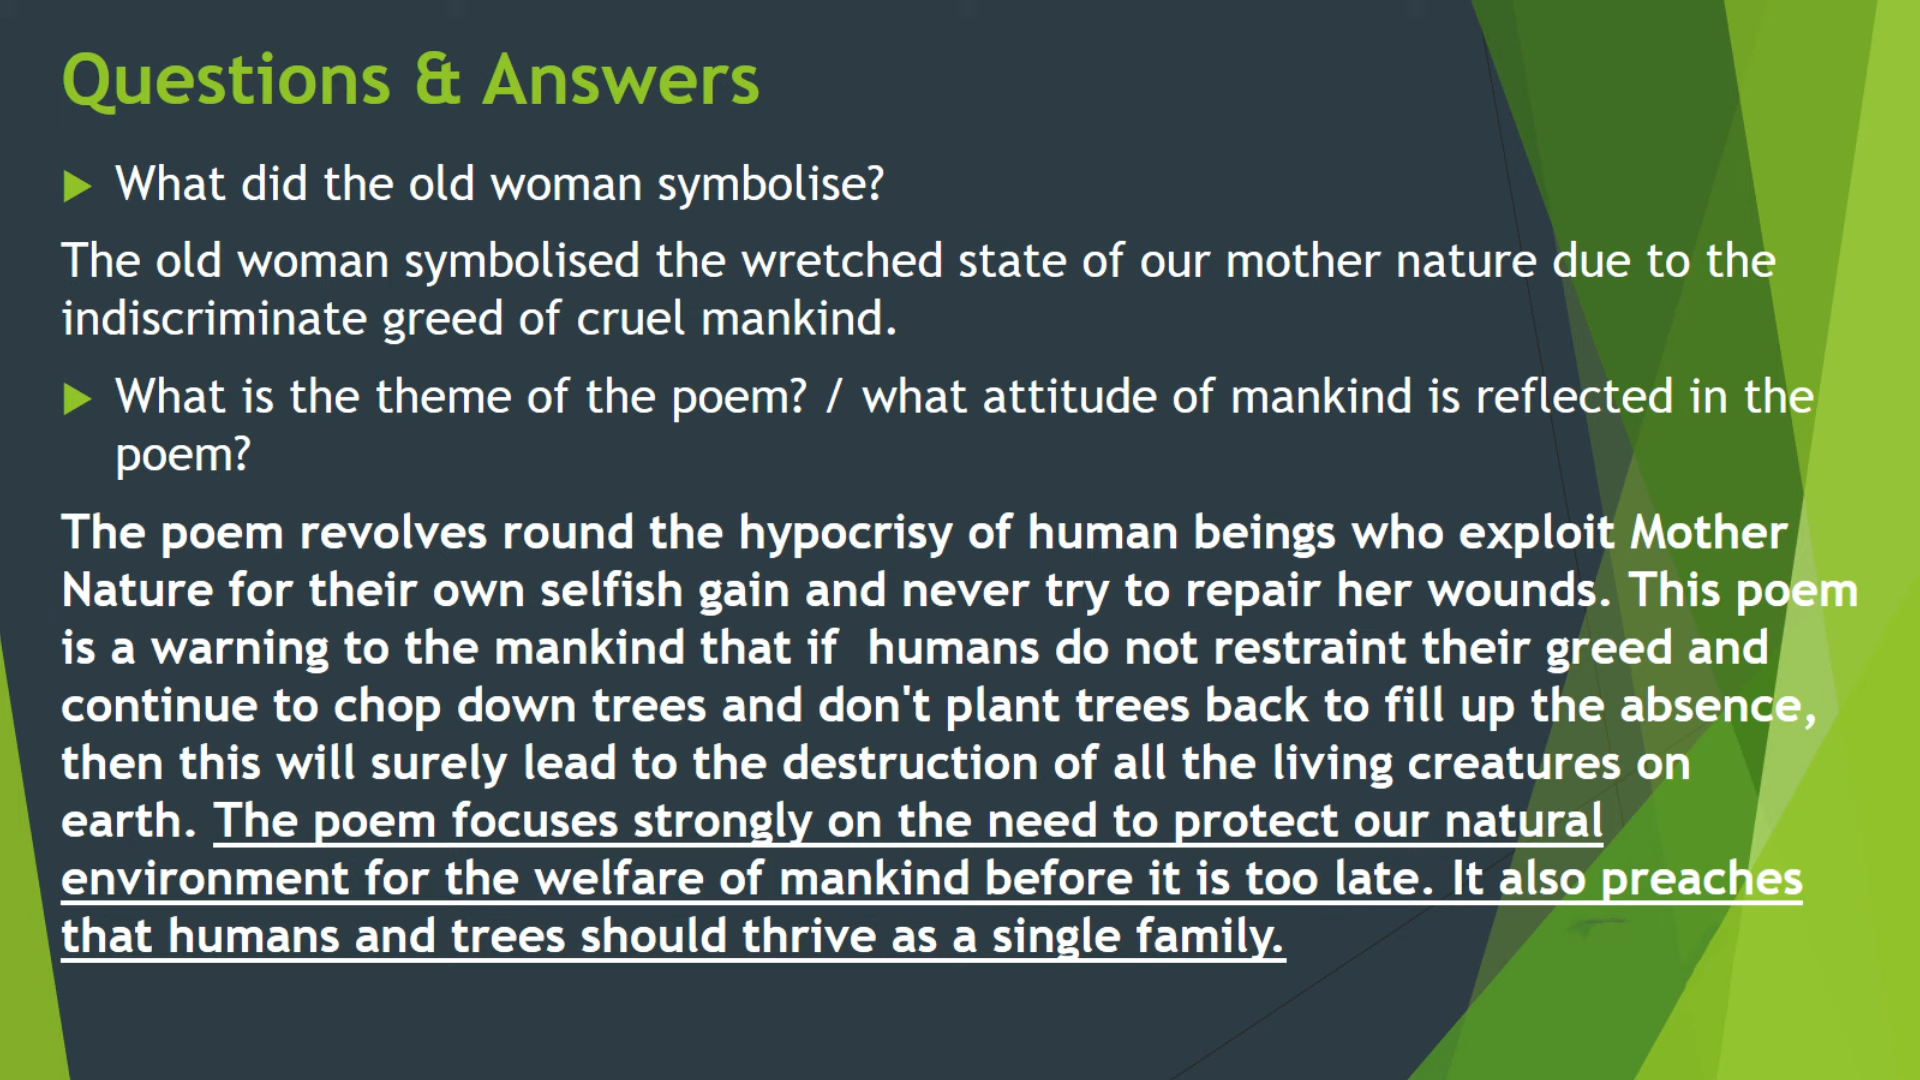 Questions & Answers
What did the old woman symbolise?
The old woman symbolised the wretched state of our mother nature due to the
indiscriminate greed of cruel mankind.
What is the theme of the poem? / what attitude of mankind is reflected in the
poem?
The poem revolves round the hypocrisy of human beings who exploit Mother
Nature for their own selfish gain and never try to repair her wounds. This poem
is a warning to the mankind that if  humans do not restraint their greed and
continue to chop down trees and don't plant trees back to fill up the absence,
then this will surely lead to the destruction of all the living creatures on
earth. The poem focuses strongly on the need to protect our natural
environment for the welfare of mankind before it is too late. It also preaches
that humans and trees should thrive as a single family.